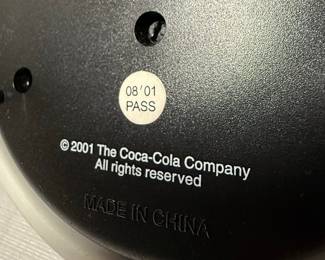 08'01
PASS
© 2001 The Coca-Cola Company
All rights reserved
MADE IN CHINA